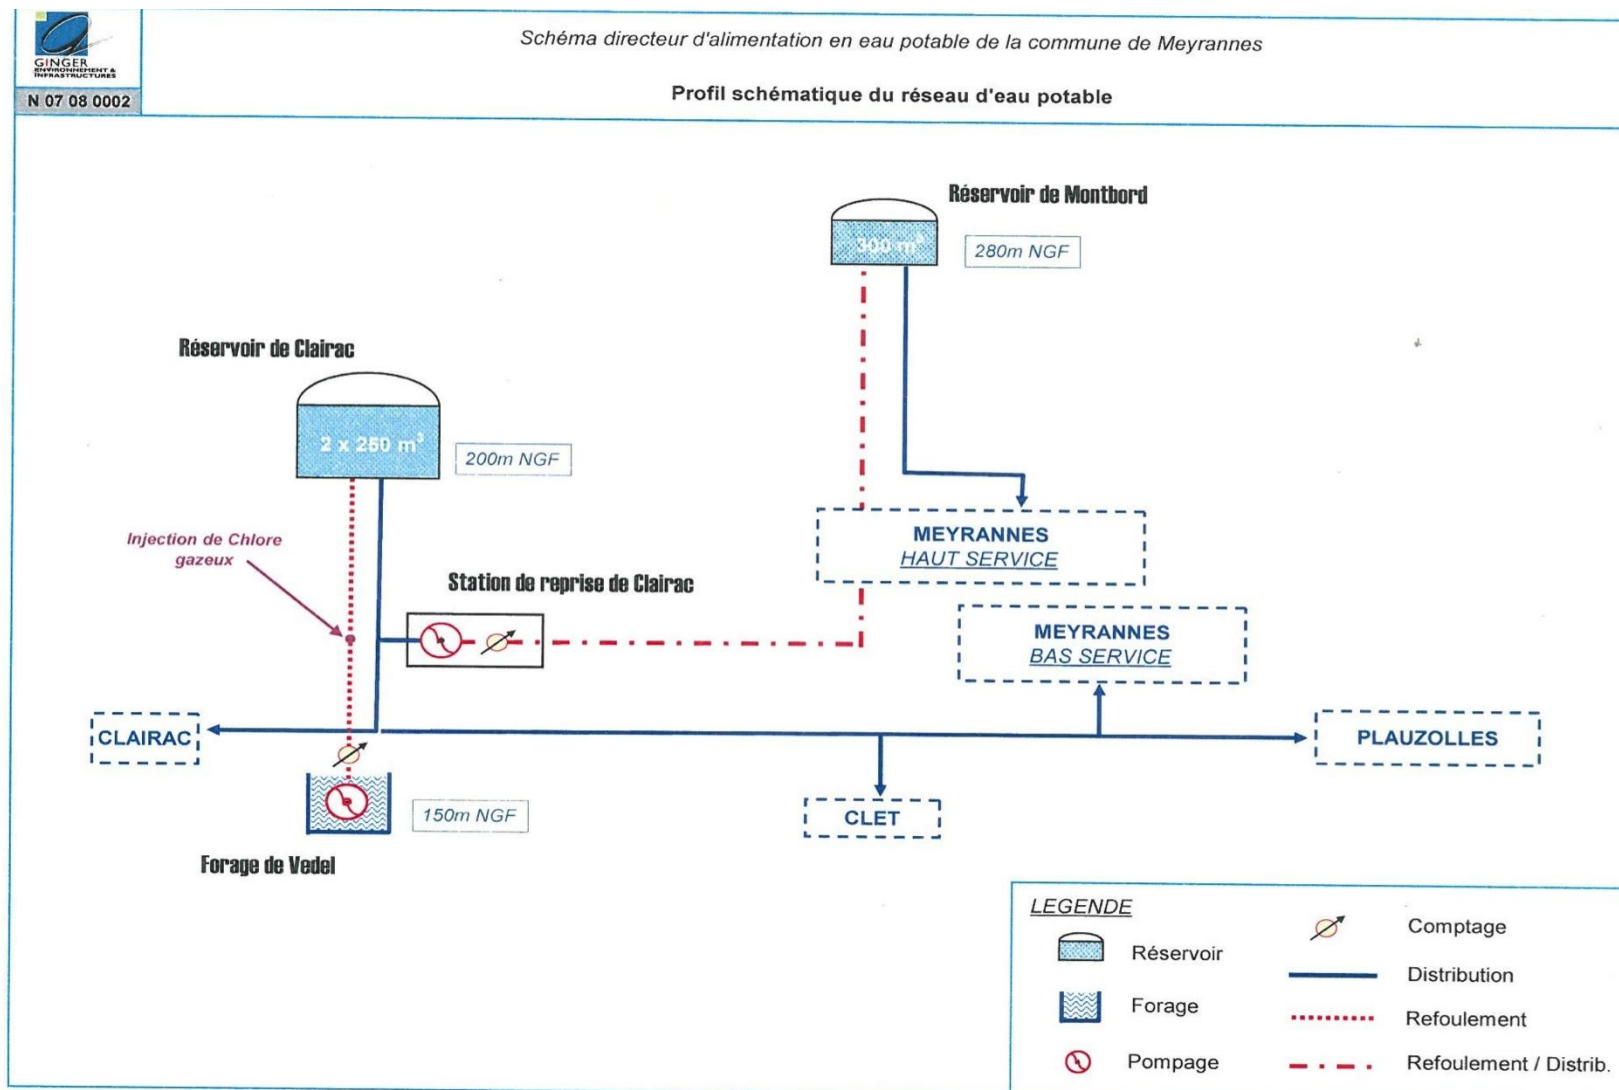 GINGER
ENVIRONNEMENT &
INFRASTRUCTURES
N 07 08 0002
Schéma directeur d'alimentation en eau potable de la commune de Meyrannes
Profil schématique du réseau d'eau potable
Réservoir de Montbord
300 m³
280m NGF
Réservoir de Clairac
2 x 250 m³
200m NGF
Injection de Chlore
gazeux
Station de reprise de Clairac
MEYRANNES
HAUT SERVICE
MEYRANNES
BAS SERVICE
CLAIRAC
PLAUZOLLES
CLET
150m NGF
Forage de Vedel
LEGENDE
Réservoir
Forage
Pompage
Comptage
Distribution
Refoulement
Refoulement / Distrib.